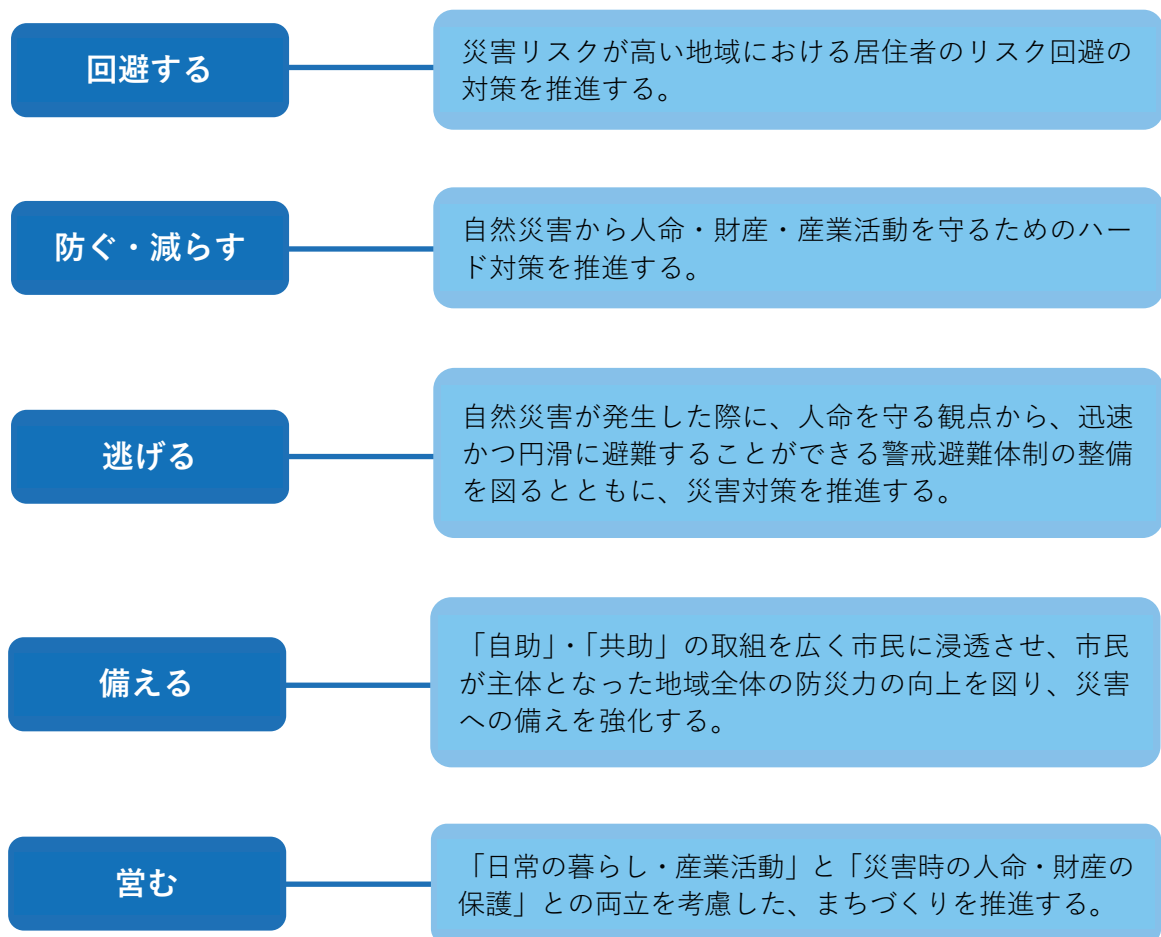 回避する
災害リスクが高い地域における居住者のリスク回避の
対策を推進する。
防ぐ・減らす
自然災害から人命・財産・産業活動を守るためのハー
ド対策を推進する。
逃げる
自然災害が発生した際に、人命を守る観点から、迅速
かつ円滑に避難することができる警戒避難体制の整備
を図るとともに、災害対策を推進する。
備える
「自助」・「共助」の取組を広く市民に浸透させ、市民
が主体となった地域全体の防災力の向上を図り、災害
への備えを強化する。
営む
「日常の暮らし・産業活動」と「災害時の人命・財産の
保護」との両立を考慮した、まちづくりを推進する。